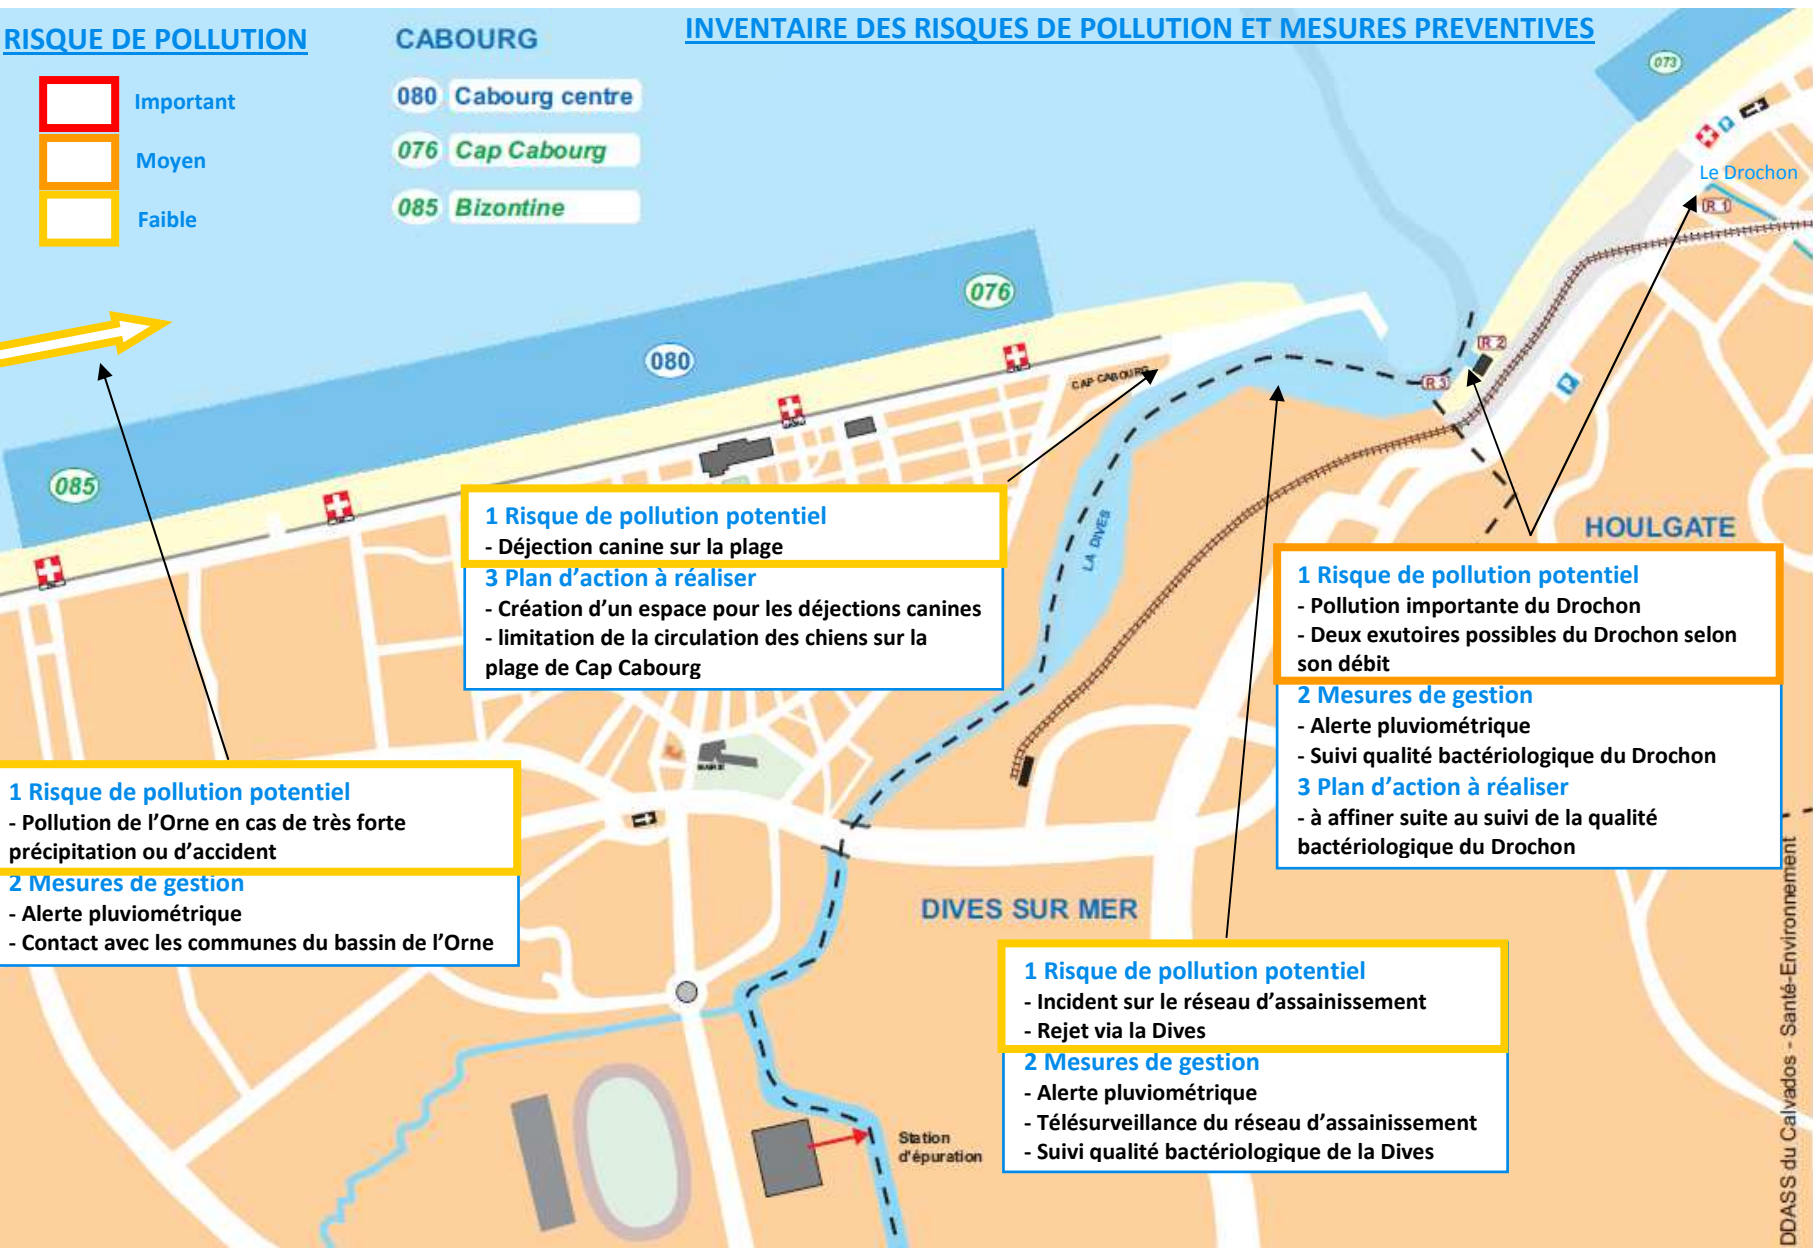 INVENTAIRE DES RISQUES DE POLLUTION ET MESURES PREVENTIVES
RISQUE DE POLLUTION
Important
Moyen
Faible
CABOURG
080 Cabourg centre
076 Cap Cabourg
085 Bizontine
073
Le Drochon
R 1
076
R 2
R 3
080
CAP CABOURG
085
LA DIVES
HOULGATE
1 Risque de pollution potentiel
- Déjection canine sur la plage
3 Plan d’action à réaliser
- Création d’un espace pour les déjections canines
- limitation de la circulation des chiens sur la
plage de Cap Cabourg
1 Risque de pollution potentiel
- Pollution importante du Drochon
- Deux exutoires possibles du Drochon selon
son débit
2 Mesures de gestion
- Alerte pluviométrique
- Suivi qualité bactériologique du Drochon
3 Plan d’action à réaliser
- à affiner suite au suivi de la qualité
bactériologique du Drochon
MAIRIE
1 Risque de pollution potentiel
- Pollution de l’Orne en cas de très forte
précipitation ou d’accident
2 Mesures de gestion
- Alerte pluviométrique
- Contact avec les communes du bassin de l’Orne
DIVES SUR MER
1 Risque de pollution potentiel
- Incident sur le réseau d’assainissement
- Rejet via la Dives
2 Mesures de gestion
- Alerte pluviométrique
- Télésurveillance du réseau d’assainissement
- Suivi qualité bactériologique de la Dives
Station
d'épuration
DDASS du Calvados - Santé-Environnement